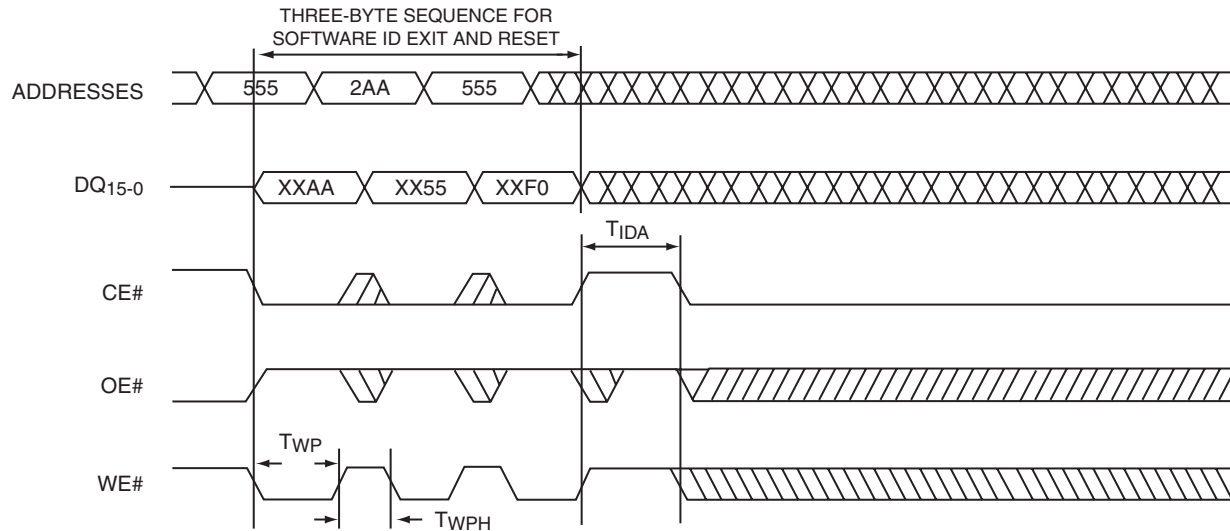 THREE-BYTE SEQUENCE FOR
SOFTWARE ID EXIT AND RESET
ADDRESSES
555
2AA
555
DQ15-0
XXAA
XX55
XXF0
TIDA
CE#
OE#
TWP
WE#
TWPH